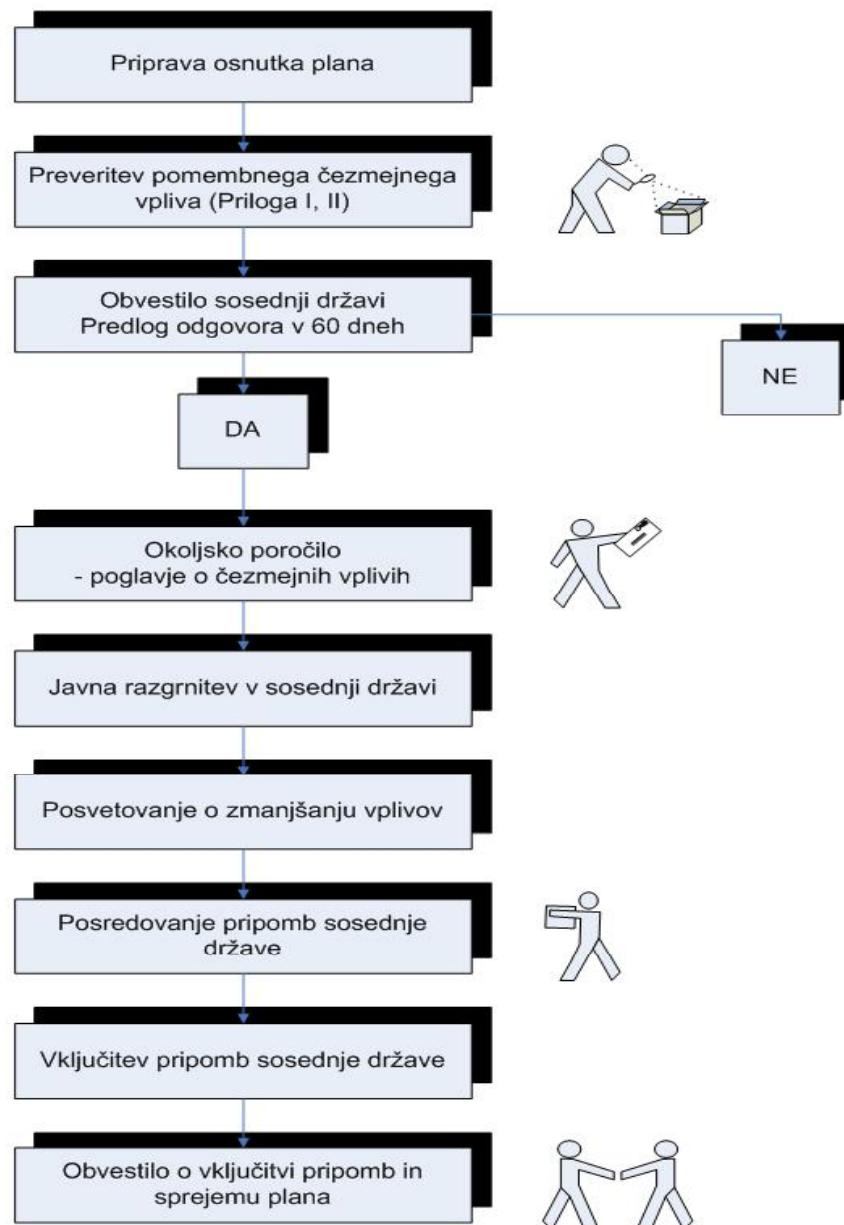 Priprava osnutka plana
Preveritev pomembnega čezmejnega
vpliva (Priloga I, II)
Obvestilo sosednji državi
Predlog odgovora v 60 dneh
NE
DA
Okoljsko poročilo
- poglavje o čezmejnih vplivih
Javna razgrnitev v sosednji državi
Posvetovanje o zmanjšanju vplivov
Posredovanje pripomb sosednje
države
Vključitev pripomb sosednje države
Obvestilo o vključitvi pripomb in
sprejemu plana